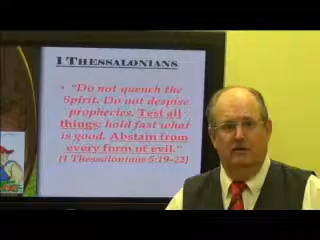 1 THESSALONIANS
• "Do not quench the
Spirit. Do not despise
prophecies. Test all
things; hold fast what
is good. Abstain from
every form of evil."
(1 Thessalonians 5:19-22)